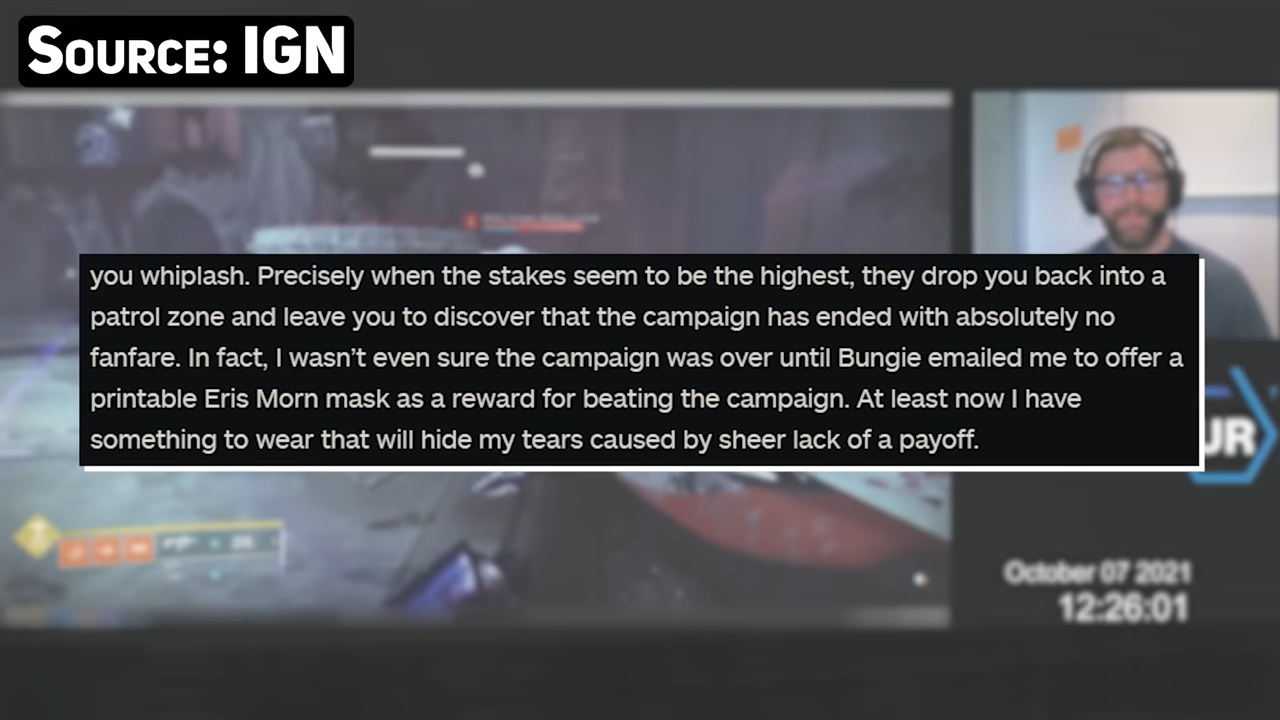 Source: IGN
you whiplash. Precisely when the stakes seem to be the highest, they drop you back into a
patrol zone and leave you to discover that the campaign has ended with absolutely no
fanfare. In fact, I wasn’t even sure the campaign was over until Bungie emailed me to offer a
printable Eris Morn mask as a reward for beating the campaign. At least now I have
something to wear that will hide my tears caused by sheer lack of a payoff.
UR
October 07 2021
12:26:01